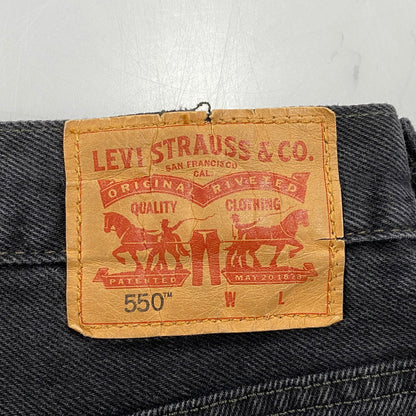 LEVI STRAUSS & CO.
SAN FRANCISCO
CAL.
ORIGINAL RIVETED
QUALITY CLOTHING
PATENTED MAY 20 1873
550™ W L